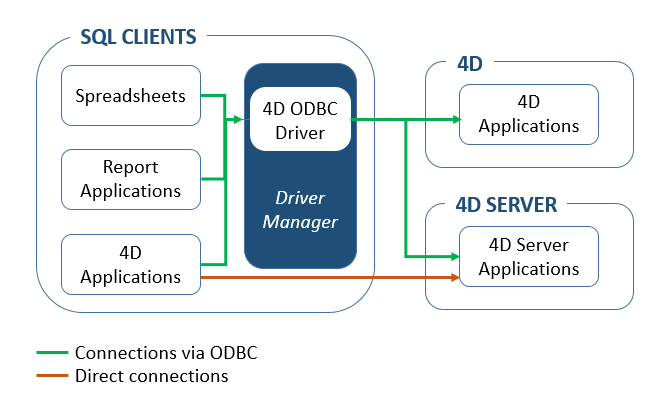 SQL CLIENTS
Spreadsheets
Report
Applications
4D
Applications
4D ODBC
Driver
Driver
Manager
4D
4D
Applications
4D SERVER
4D Server
Applications
Connections via ODBC
Direct connections